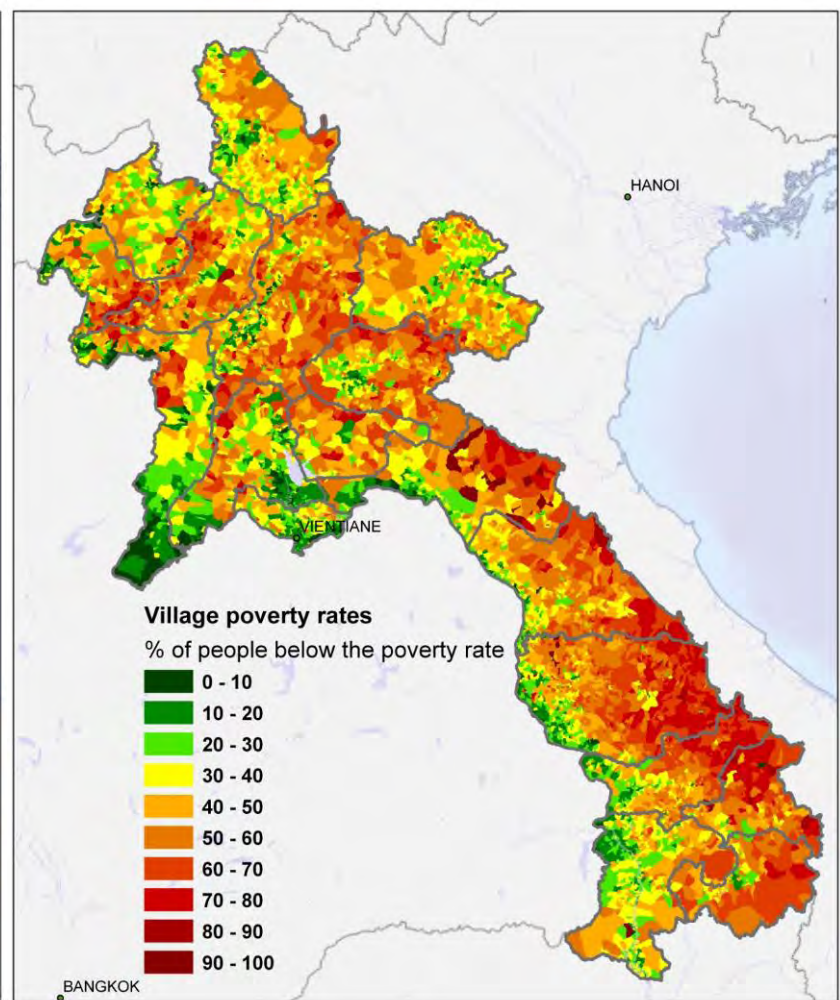 HANOI
VIENTIANE
Village poverty rates
% of people below the poverty rate
0 - 10
10 - 20
20 - 30
30 - 40
40 - 50
50 - 60
60 - 70
70 - 80
80 - 90
90 - 100
BANGKOK